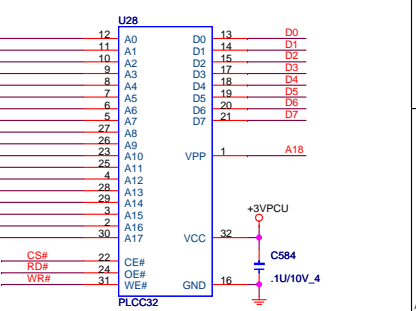 U28
12 A0 D0 13 D0
11 A1 D1 14 D1
10 A2 D2 15 D2
9 A3 D3 17 D3
8 A4 D4 18 D4
7 A5 D5 19 D5
6 A6 D6 20 D6
5 A7 D7 21 D7
27 A8
26 A9
23 A10 VPP 1 A18
25 A11
4 A12
28 A13
29 A14
3 A15
2 A16
30 A17 VCC 32
+3VPCU
CS# 22 CE#
RD# 24 OE#
WR# 31 WE# GND 16
C584
.1U/10V_4
PLCC32